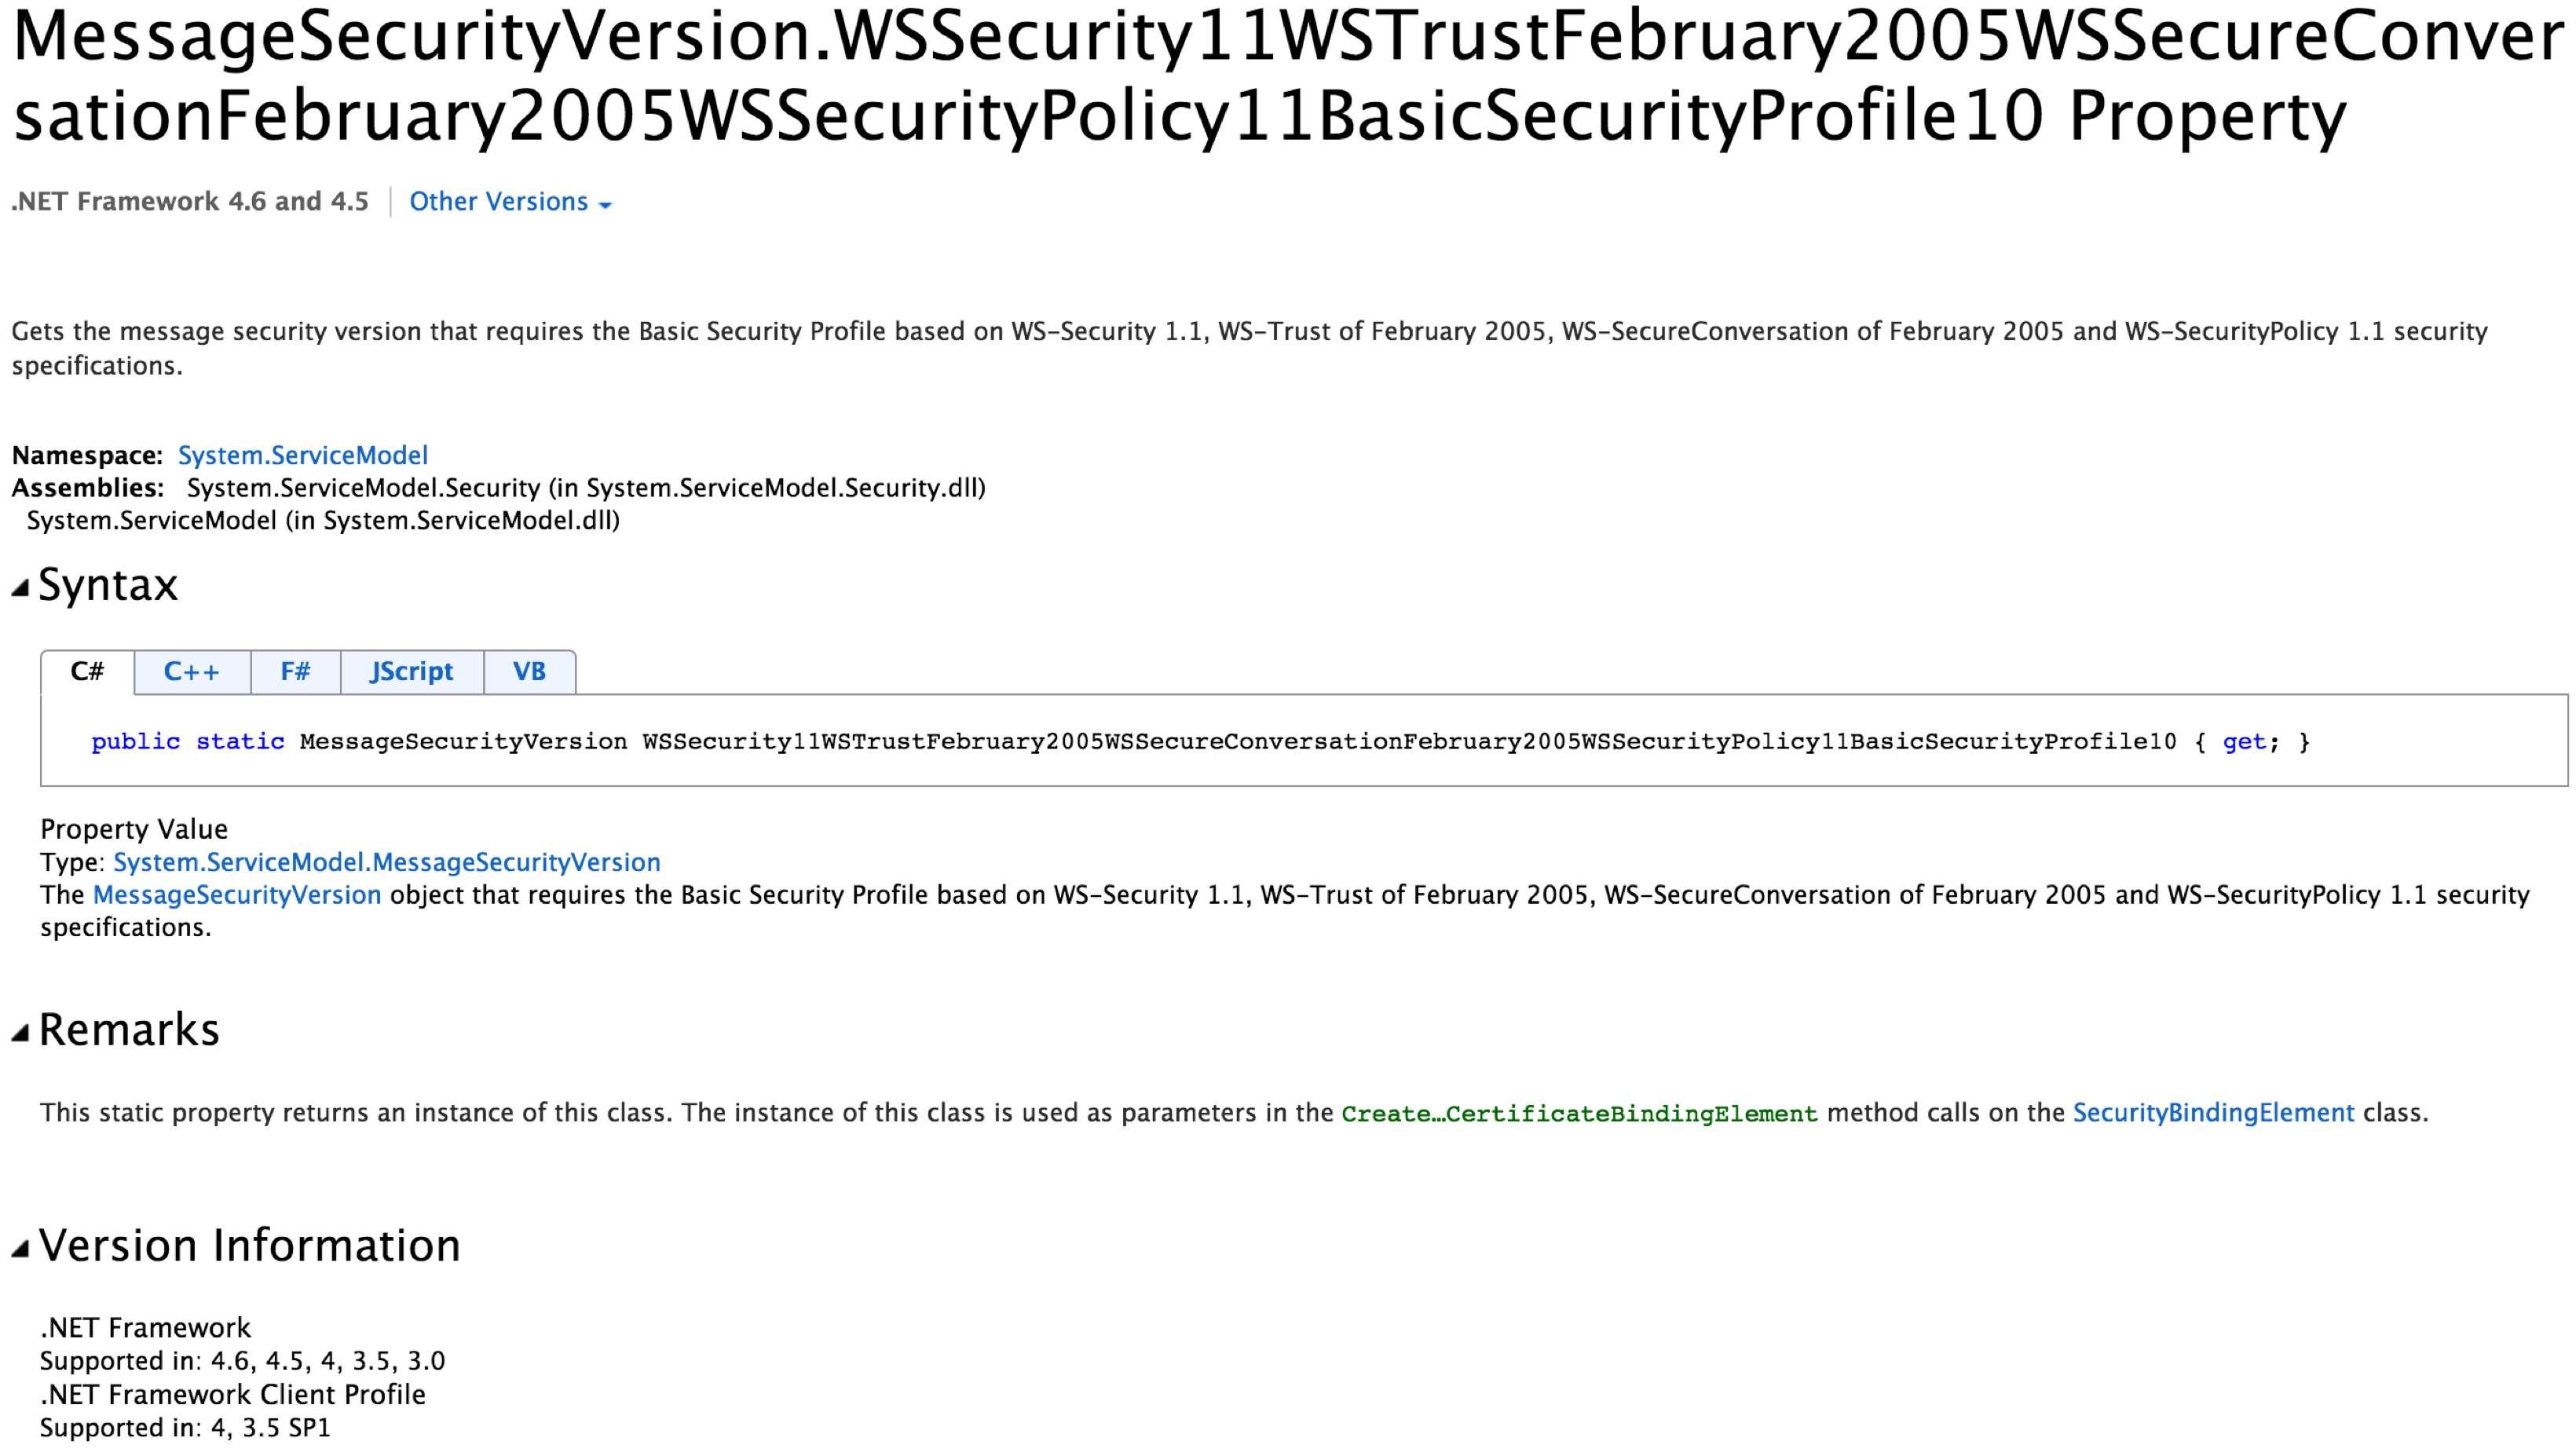 MessageSecurityVersion.WSSecurity11WSTrustFebruary2005WSSecureConver
sationFebruary2005WSSecurityPolicy11BasicSecurityProfile10 Property
.NET Framework 4.6 and 4.5 | Other Versions
Gets the message security version that requires the Basic Security Profile based on WS-Security 1.1, WS-Trust of February 2005, WS-SecureConversation of February 2005 and WS-SecurityPolicy 1.1 security
specifications.
Namespace: System.ServiceModel
Assemblies: System.ServiceModel.Security (in System.ServiceModel.Security.dll)
System.ServiceModel (in System.ServiceModel.dll)
Syntax
C# C++ F# JScript VB
public static MessageSecurityVersion WSSecurity11WSTrustFebruary2005WSSecureConversationFebruary2005WSSecurityPolicy11BasicSecurityProfile10 { get; }
Property Value
Type: System.ServiceModel.MessageSecurityVersion
The MessageSecurityVersion object that requires the Basic Security Profile based on WS-Security 1.1, WS-Trust of February 2005, WS-SecureConversation of February 2005 and WS-SecurityPolicy 1.1 security
specifications.
Remarks
This static property returns an instance of this class. The instance of this class is used as parameters in the Create…CertificateBindingElement method calls on the SecurityBindingElement class.
Version Information
.NET Framework
Supported in: 4.6, 4.5, 4, 3.5, 3.0
.NET Framework Client Profile
Supported in: 4, 3.5 SP1